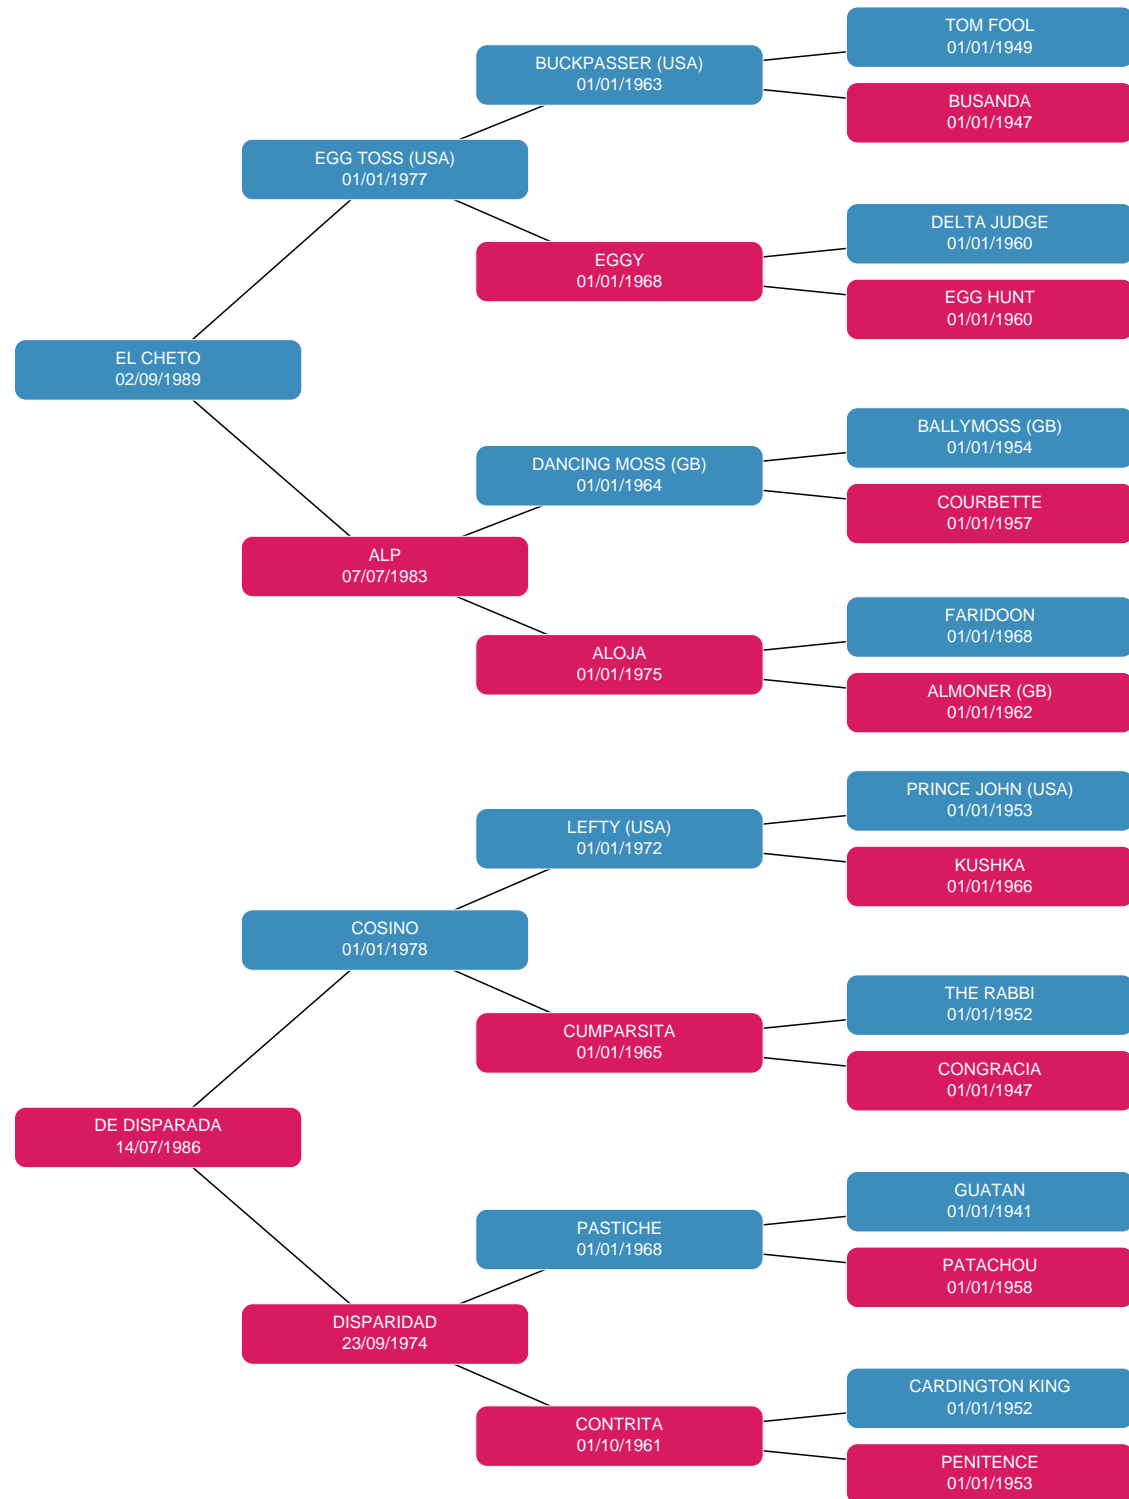 TOM FOOL
01/01/1949
BUCKPASSER (USA)
01/01/1963
BUSANDA
01/01/1947
EGG TOSS (USA)
01/01/1977
DELTA JUDGE
01/01/1960
EGGY
01/01/1968
EGG HUNT
01/01/1960
EL CHETO
02/09/1989
BALLYMOSS (GB)
01/01/1954
DANCING MOSS (GB)
01/01/1964
COURBETTE
01/01/1957
ALP
07/07/1983
FARIDOON
01/01/1968
ALOJA
01/01/1975
ALMONER (GB)
01/01/1962
PRINCE JOHN (USA)
01/01/1953
LEFTY (USA)
01/01/1972
KUSHKA
01/01/1966
COSINO
01/01/1978
THE RABBI
01/01/1952
CUMPARSITA
01/01/1965
CONGRACIA
01/01/1947
DE DISPARADA
14/07/1986
GUATAN
01/01/1941
PASTICHE
01/01/1968
PATACHOU
01/01/1958
DISPARIDAD
23/09/1974
CARDINGTON KING
01/01/1952
CONTRITA
01/10/1961
PENITENCE
01/01/1953